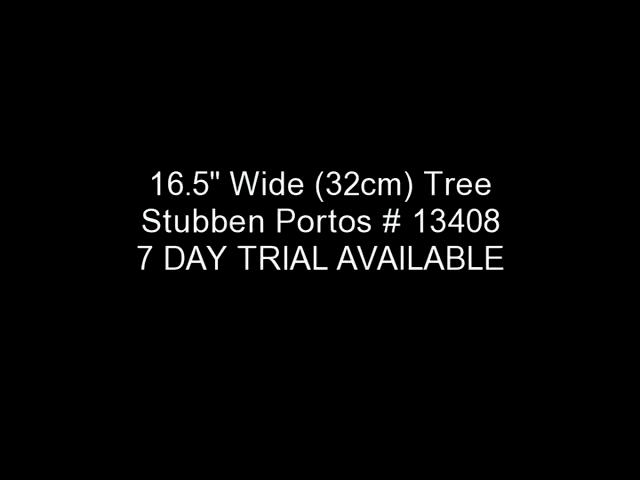 16.5" Wide (32cm) Tree
Stubben Portos # 13408
7 DAY TRIAL AVAILABLE